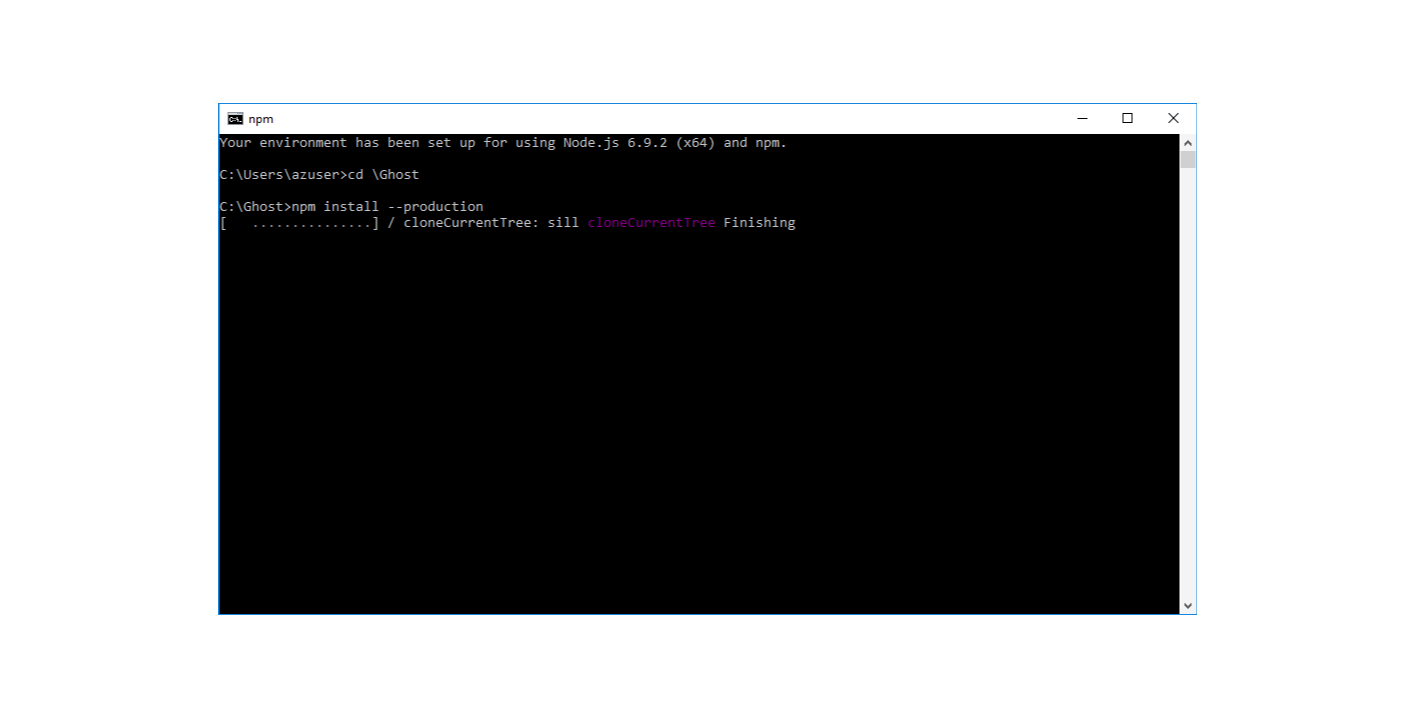 npm
Your environment has been set up for using Node.js 6.9.2 (x64) and npm.
C:\Users\azuser>cd \Ghost
C:\Ghost>npm install --production
[   ...............] / cloneCurrentTree: sill cloneCurrentTree Finishing